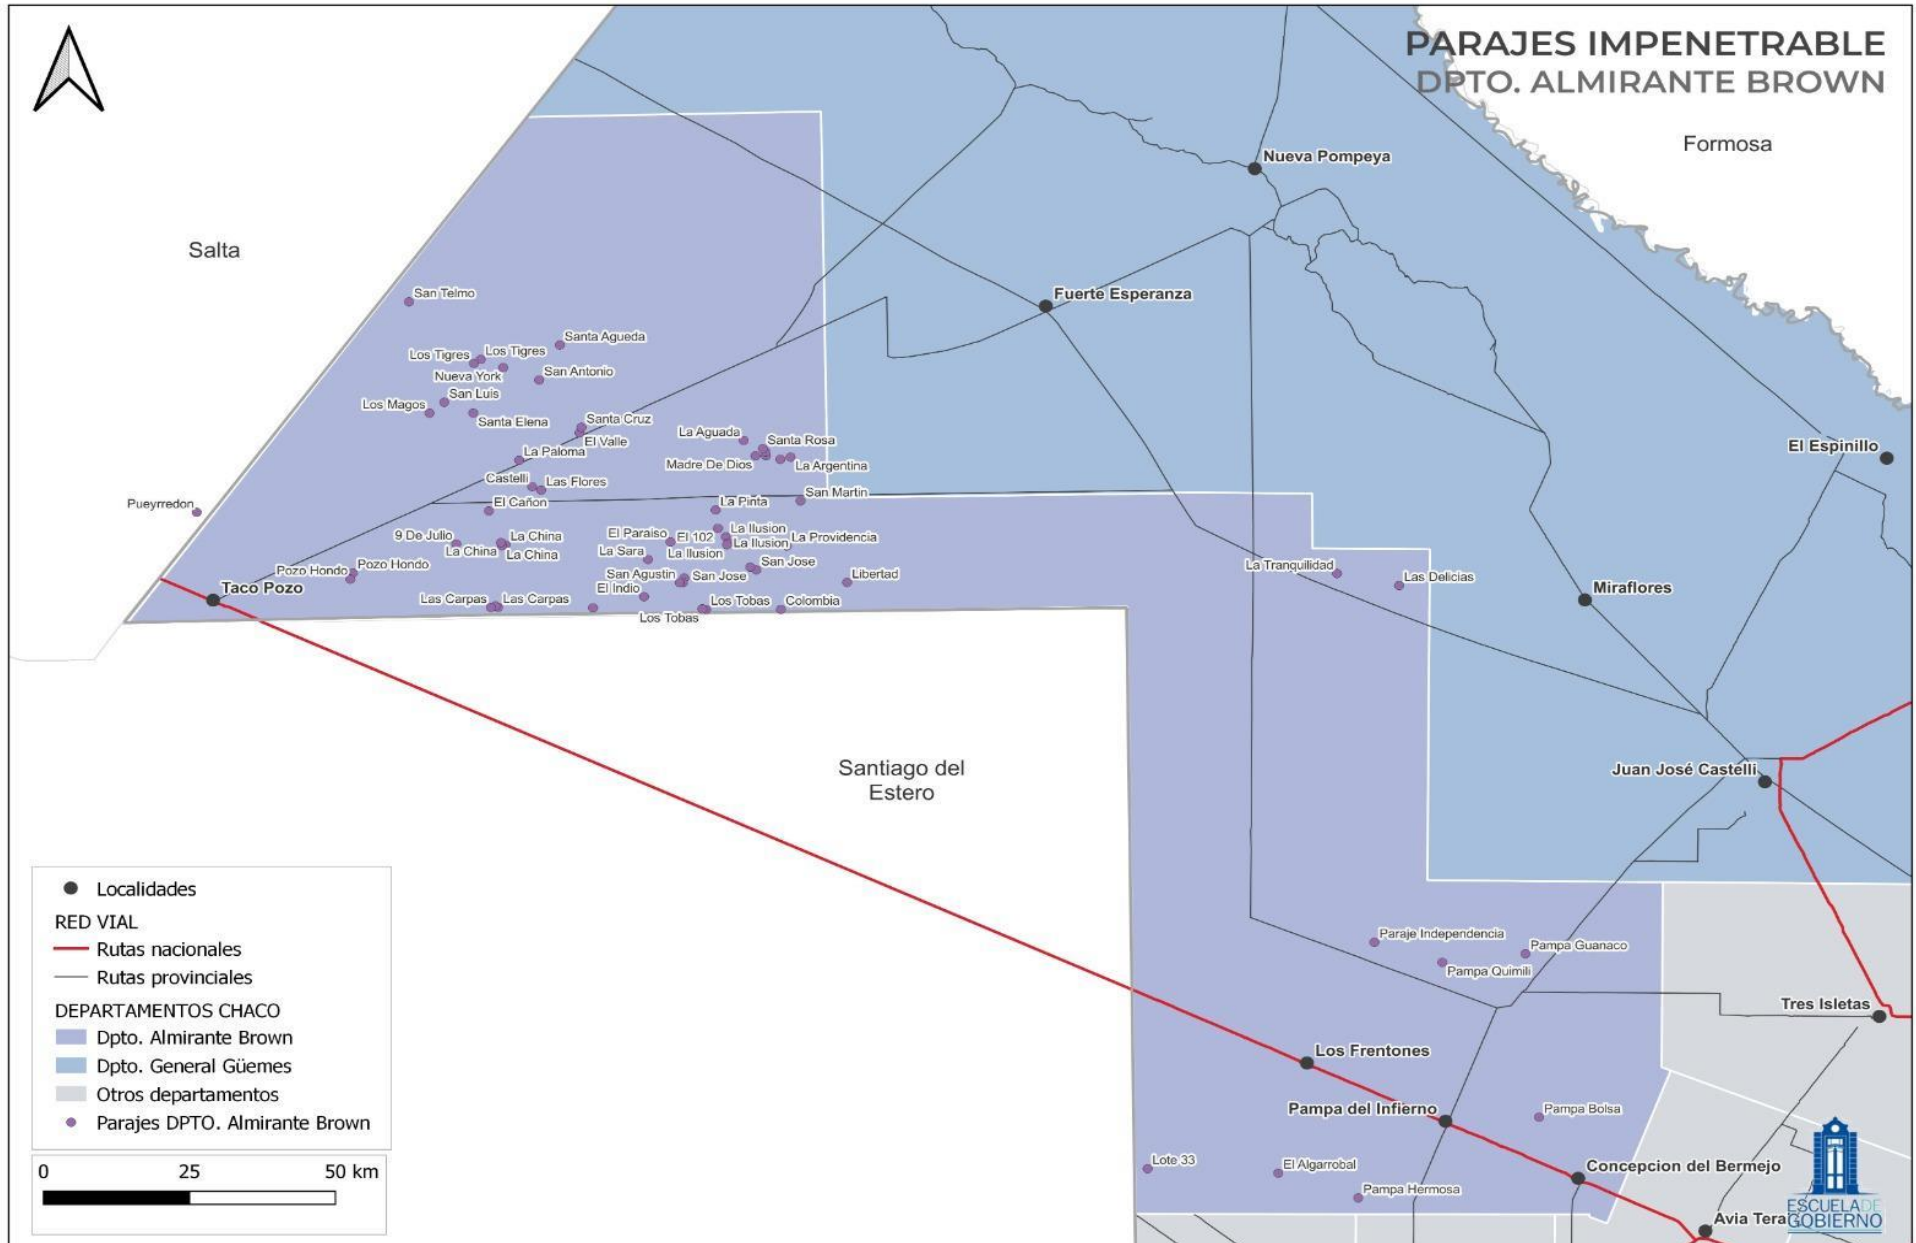 PARAJES IMPENETRABLE
DPTO. ALMIRANTE BROWN
Formosa
Nueva Pompeya
Salta
San Telmo
Fuerte Esperanza
Santa Agueda
Los Tigres
Los Tigres
Nueva York
San Antonio
San Luis
Los Magos
Santa Elena
Santa Cruz
El Valle
La Aguada
Santa Rosa
El Espinillo
La Paloma
Madre De Dios
La Argentina
Castelli
Las Flores
Pueyrredon
El Cañon
La Pinta
San Martin
9 De Julio
La China
La China
La China
El Paraiso
El 102
La Ilusion
La Ilusion
La Providencia
La Sara
La Ilusion
San Jose
Pozo Hondo
Pozo Hondo
San Agustin
San Jose
Libertad
La Tranquilidad
Las Delicias
Taco Pozo
El Indio
Miraflores
Las Carpas
Las Carpas
Los Tobas
Colombia
Los Tobas
Santiago del
Estero
Juan José Castelli
Localidades
RED VIAL
Rutas nacionales
Rutas provinciales
DEPARTAMENTOS CHACO
Dpto. Almirante Brown
Dpto. General Güemes
Otros departamentos
Parajes DPTO. Almirante Brown
0 25 50 km
Paraje Independencia
Pampa Guanaco
Pampa Quimili
Tres Isletas
Los Frentones
Pampa del Infierno
Pampa Bolsa
Lote 33
El Algarrobal
Concepcion del Bermejo
Pampa Hermosa
Avia Tera
ESCUELA DE
GOBIERNO